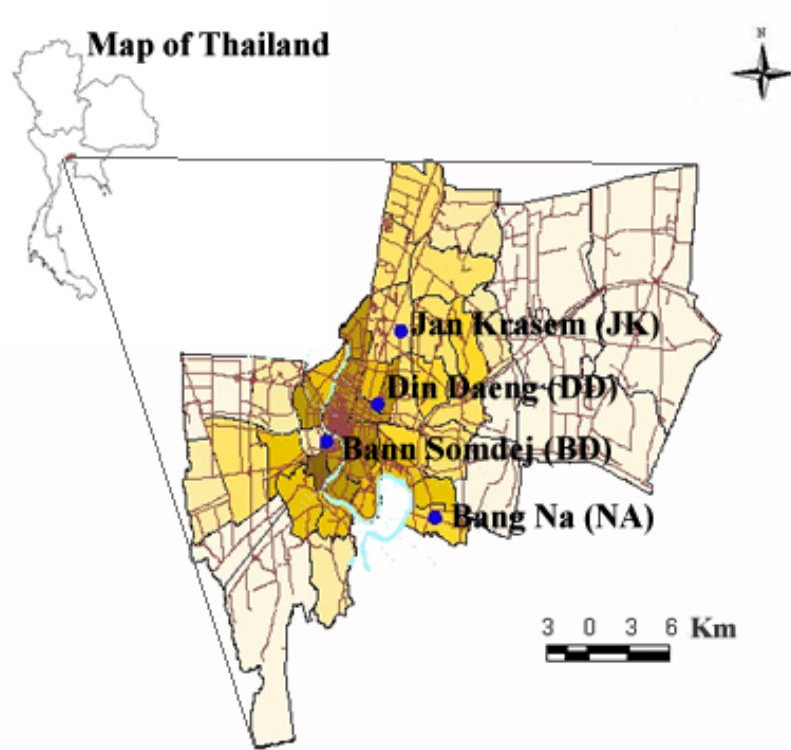 Map of Thailand
N
Jan Krasem (JK)
Din Daeng (DD)
Bann Somdej (BD)
Bang Na (NA)
3 0 3 6 Km